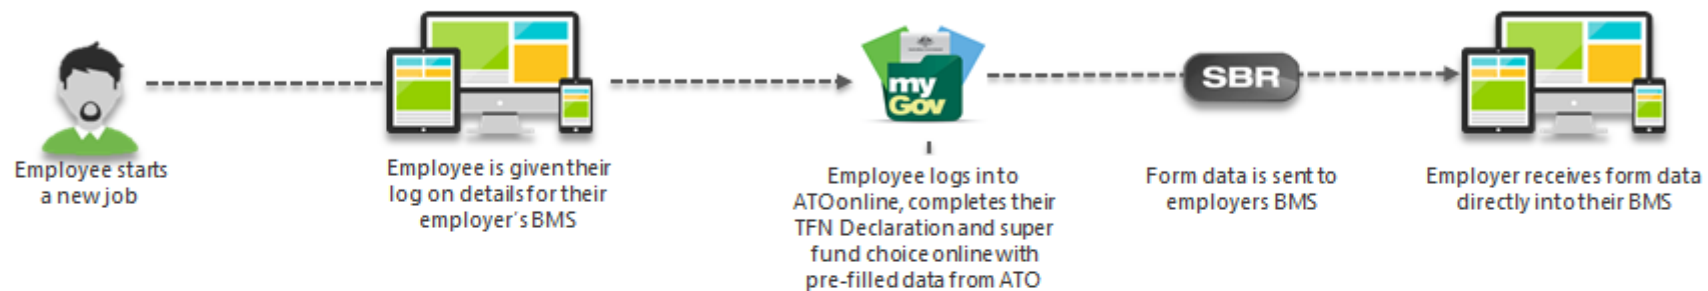 my
Gov
SBR
Employee starts
a new job
Employee is given their
log on details for their
employer's BMS
Employee logs into
ATOonline, completes their
TFN Declaration and super
fund choice online with
pre-filled data from ATO
Form data is sent to
employers BMS
Employer receives form data
directly into their BMS